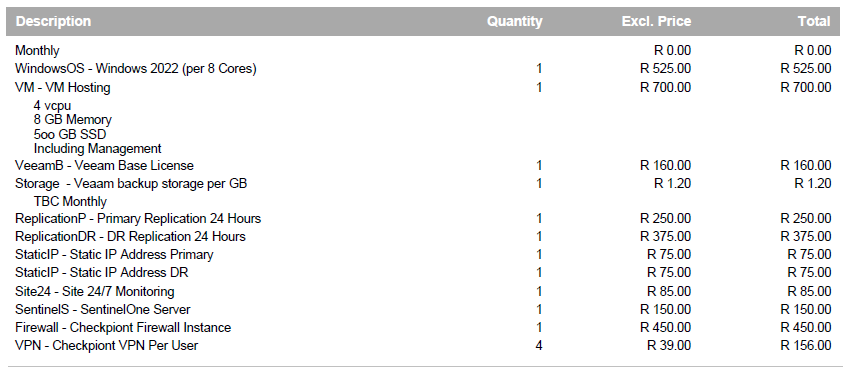 Description Quantity Excl. Price Total
Monthly R 0.00 R 0.00
WindowsOS - Windows 2022 (per 8 Cores) 1 R 525.00 R 525.00
VM - VM Hosting 1 R 700.00 R 700.00
4 vcpu
8 GB Memory
5oo GB SSD
Including Management
VeeamB - Veeam Base License 1 R 160.00 R 160.00
Storage - Veaam backup storage per GB 1 R 1.20 R 1.20
TBC Monthly
ReplicationP - Primary Replication 24 Hours 1 R 250.00 R 250.00
ReplicationDR - DR Replication 24 Hours 1 R 375.00 R 375.00
StaticIP - Static IP Address Primary 1 R 75.00 R 75.00
StaticIP - Static IP Address DR 1 R 75.00 R 75.00
Site24 - Site 24/7 Monitoring 1 R 85.00 R 85.00
SentinelS - SentinelOne Server 1 R 150.00 R 150.00
Firewall - Checkpiont Firewall Instance 1 R 450.00 R 450.00
VPN - Checkpiont VPN Per User 4 R 39.00 R 156.00